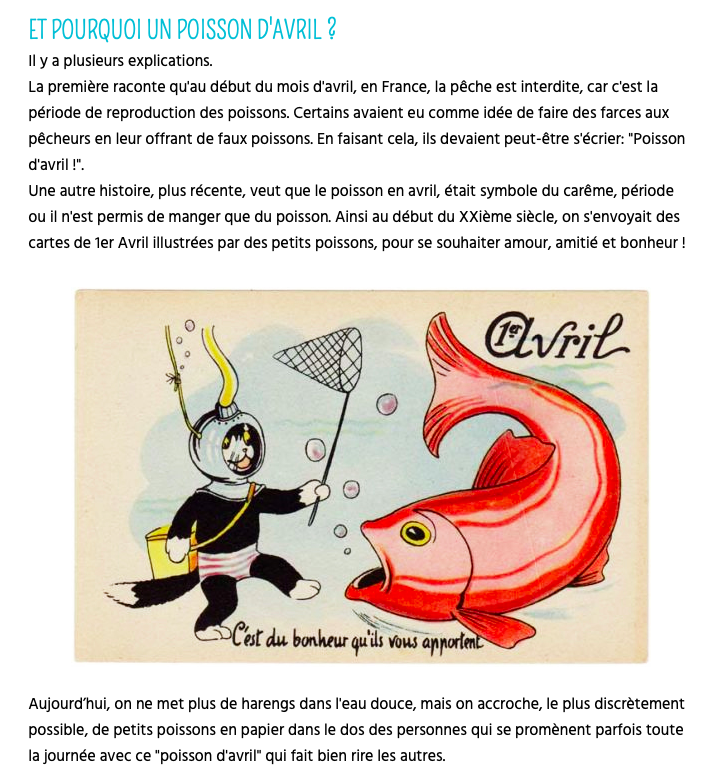 ET POURQUOI UN POISSON D'AVRIL ?
Il y a plusieurs explications.
La première raconte qu'au début du mois d'avril, en France, la pêche est interdite, car c'est la
période de reproduction des poissons. Certains avaient eu comme idée de faire des farces aux
pêcheurs en leur offrant de faux poissons. En faisant cela, ils devaient peut-être s'écrier: "Poisson
d'avril !".
Une autre histoire, plus récente, veut que le poisson en avril, était symbole du carême, période
ou il n'est permis de manger que du poisson. Ainsi au début du XXième siècle, on s'envoyait des
cartes de 1er Avril illustrées par des petits poissons, pour se souhaiter amour, amitié et bonheur !
1er Avril
C'est du bonheur qu'ils vous apportent
Aujourd'hui, on ne met plus de harengs dans l'eau douce, mais on accroche, le plus discrètement
possible, de petits poissons en papier dans le dos des personnes qui se promènent parfois toute
la journée avec ce "poisson d'avril" qui fait bien rire les autres.